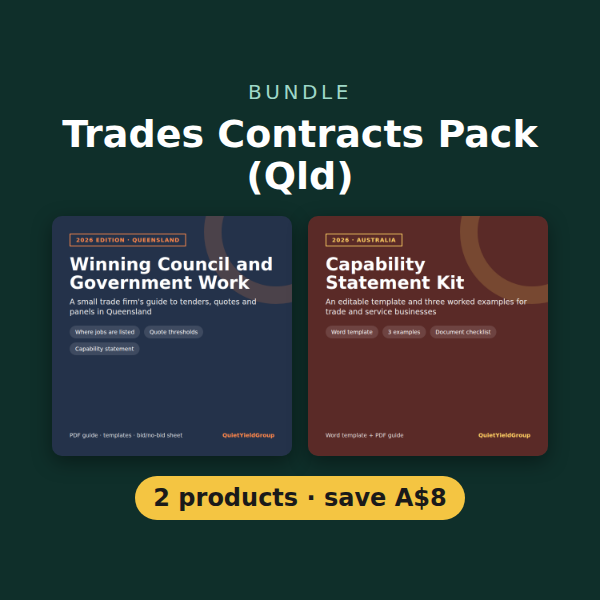 BUNDLE
Trades Contracts Pack
(Qld)
2026 EDITION · QUEENSLAND
Winning Council and
Government Work
A small trade firm's guide to tenders, quotes and
panels in Queensland
Where jobs are listed
Quote thresholds
Capability statement
PDF guide · templates · bid/no-bid sheet
QuietYieldGroup
2026 · AUSTRALIA
Capability
Statement Kit
An editable template and three worked examples for
trade and service businesses
Word template
3 examples
Document checklist
Word template + PDF guide
QuietYieldGroup
2 products · save A$8